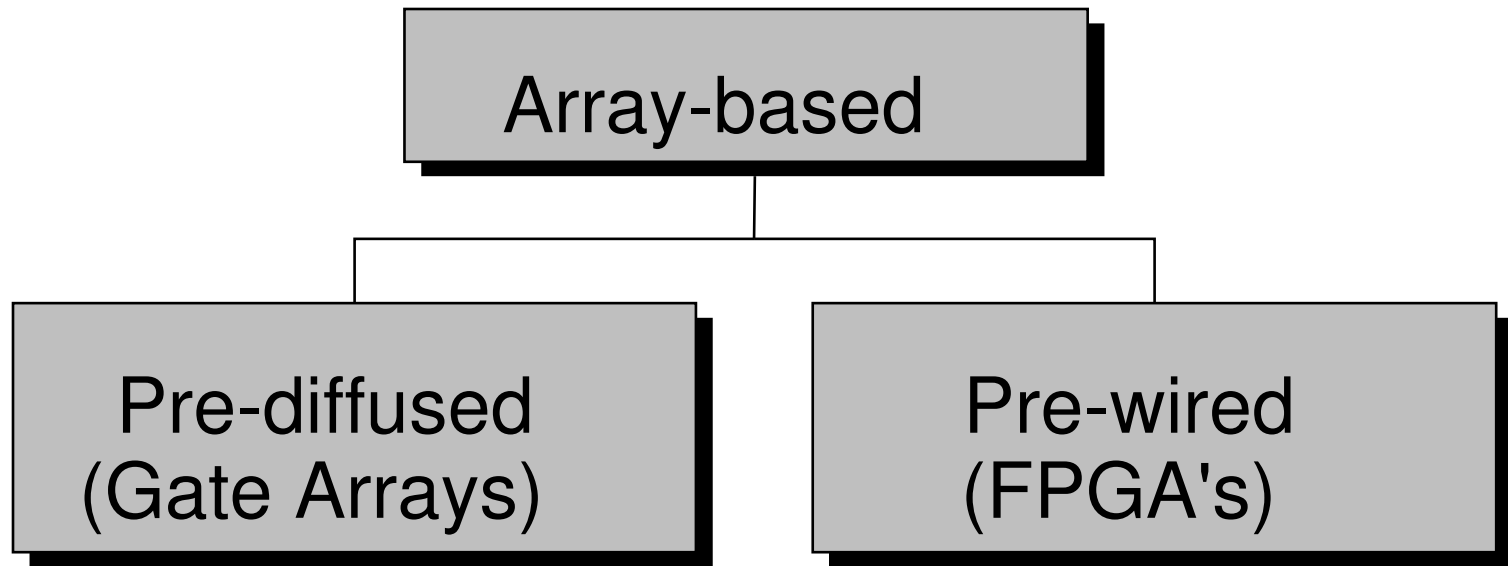 Array-based
Pre-diffused
(Gate Arrays)
Pre-wired
(FPGA's)